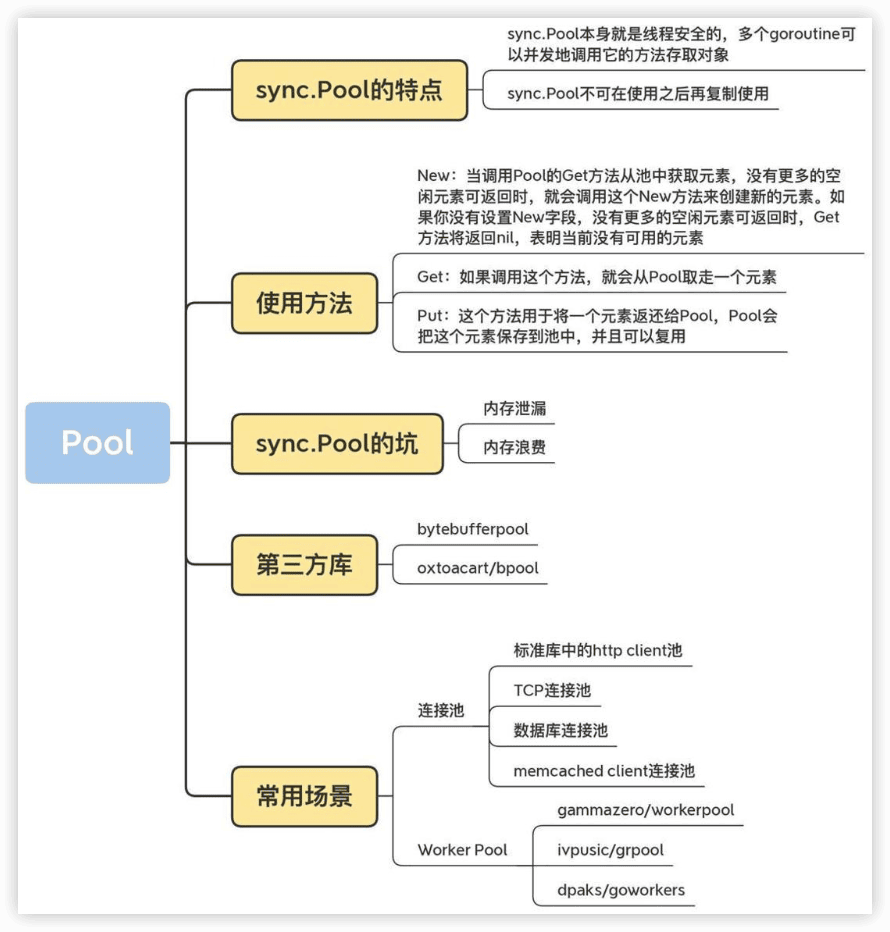 Pool
sync.Pool的特点
sync.Pool本身就是线程安全的，多个goroutine可
以并发地调用它的方法存取对象
sync.Pool不可在使用之后再复制使用
使用方法
New：当调用Pool的Get方法从池中获取元素，没有更多的空
闲元素可返回时，就会调用这个New方法来创建新的元素。如
果你没有设置New字段，没有更多的空闲元素可返回时，Get
方法将返回nil，表明当前没有可用的元素
Get：如果调用这个方法，就会从Pool取走一个元素
Put：这个方法用于将一个元素返还给Pool，Pool会
把这个元素保存到池中，并且可以复用
sync.Pool的坑
内存泄漏
内存浪费
第三方库
bytebufferpool
oxtoacart/bpool
常用场景
连接池
标准库中的http client池
TCP连接池
数据库连接池
memcached client连接池
Worker Pool
gammazero/workerpool
ivpusic/grpool
dpaks/goworkers